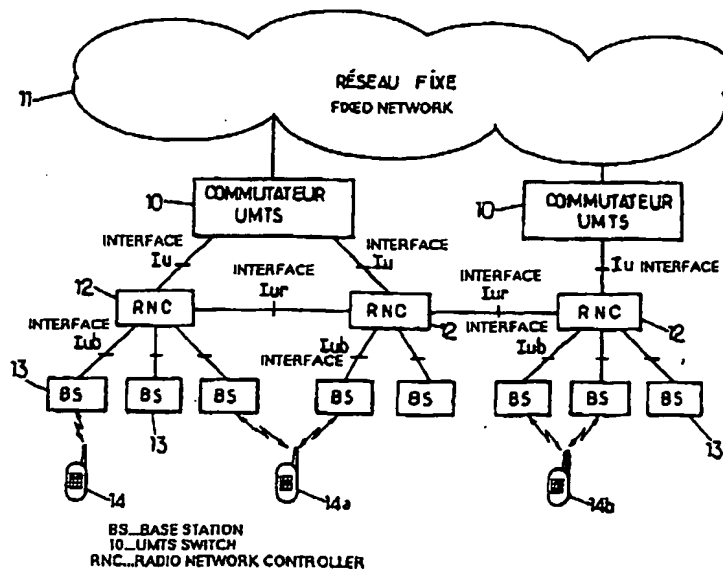 RÉSEAU FIXE
FIXED NETWORK
11
10
COMMUTATEUR
UMTS
10
COMMUTATEUR
UMTS
INTERFACE
Iu
INTERFACE
Iu
Iu INTERFACE
INTERFACE
Iur
INTERFACE
Iur
12
RNC
RNC
12
RNC
12
INTERFACE
Iub
Iub
INTERFACE
INTERFACE
Iub
13
BS
BS
13
BS
BS
BS
BS
BS
BS
13
14
14a
14b
BS...BASE STATION
10...UMTS SWITCH
RNC...RADIO NETWORK CONTROLLER